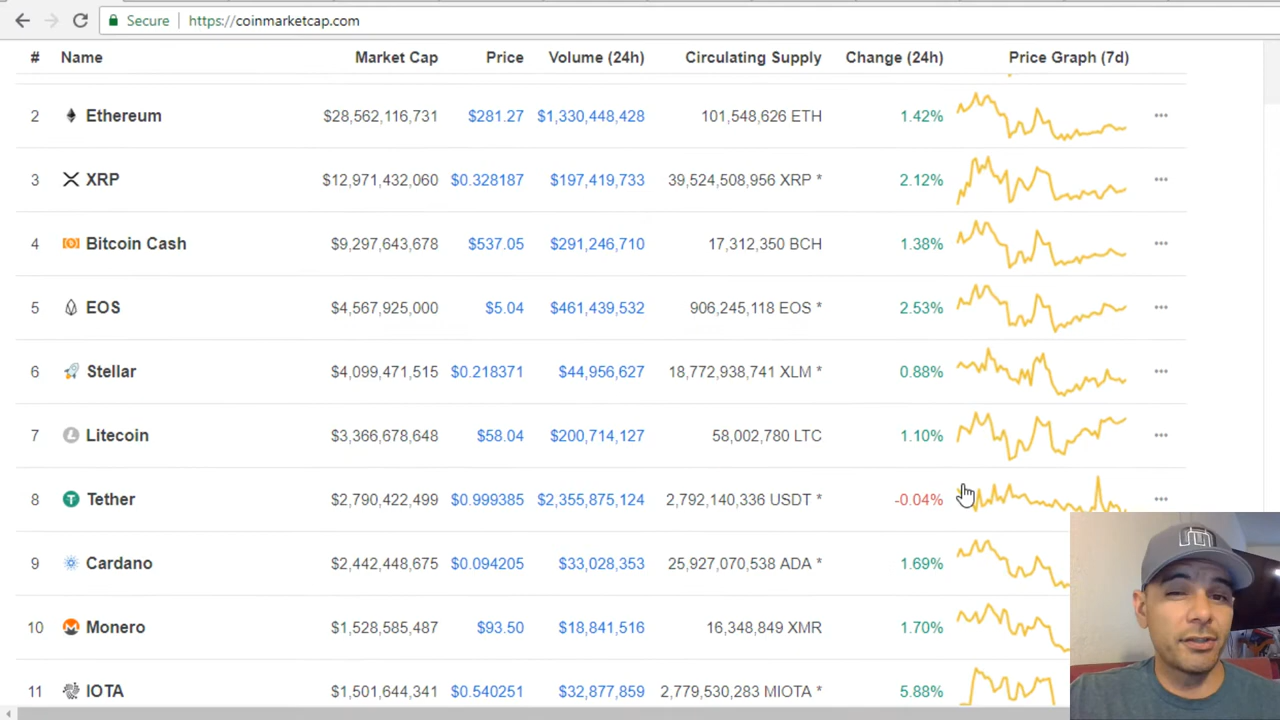 Secure https://coinmarketcap.com
# Name Market Cap Price Volume (24h) Circulating Supply Change (24h) Price Graph (7d)
2 Ethereum $28,562,116,731 $281.27 $1,330,448,428 101,548,626 ETH 1.42%
3 XRP $12,971,432,060 $0.328187 $197,419,733 39,524,508,956 XRP * 2.12%
4 Bitcoin Cash $9,297,643,678 $537.05 $291,246,710 17,312,350 BCH 1.38%
5 EOS $4,567,925,000 $5.04 $461,439,532 906,245,118 EOS * 2.53%
6 Stellar $4,099,471,515 $0.218371 $44,956,627 18,772,938,741 XLM * 0.88%
7 Litecoin $3,366,678,648 $58.04 $200,714,127 58,002,780 LTC 1.10%
8 Tether $2,790,422,499 $0.999385 $2,355,875,124 2,792,140,336 USDT * -0.04%
9 Cardano $2,442,448,675 $0.094205 $33,028,353 25,927,070,538 ADA * 1.69%
10 Monero $1,528,585,487 $93.50 $18,841,516 16,348,849 XMR 1.70%
11 IOTA $1,501,644,341 $0.540251 $32,877,859 2,779,530,283 MIOTA * 5.88%